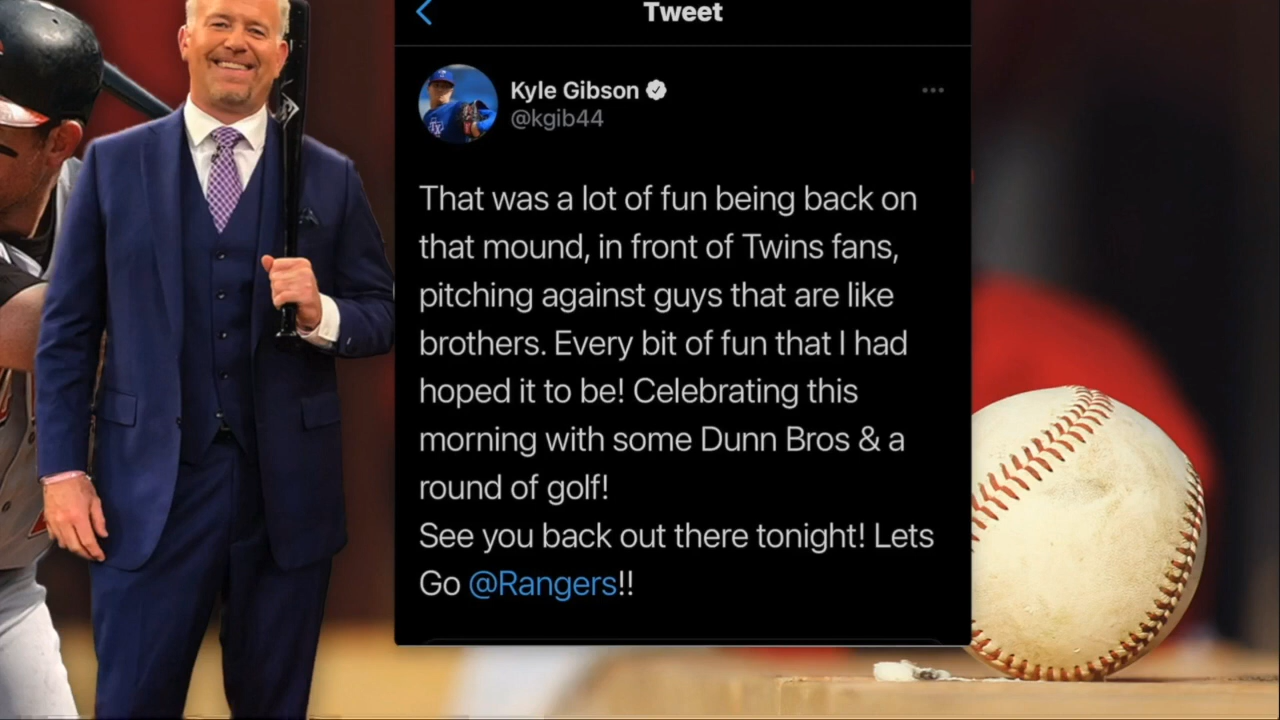 Tweet
Kyle Gibson
@kgib44
That was a lot of fun being back on
that mound, in front of Twins fans,
pitching against guys that are like
brothers. Every bit of fun that I had
hoped it to be! Celebrating this
morning with some Dunn Bros & a
round of golf!
See you back out there tonight! Lets
Go @Rangers!!